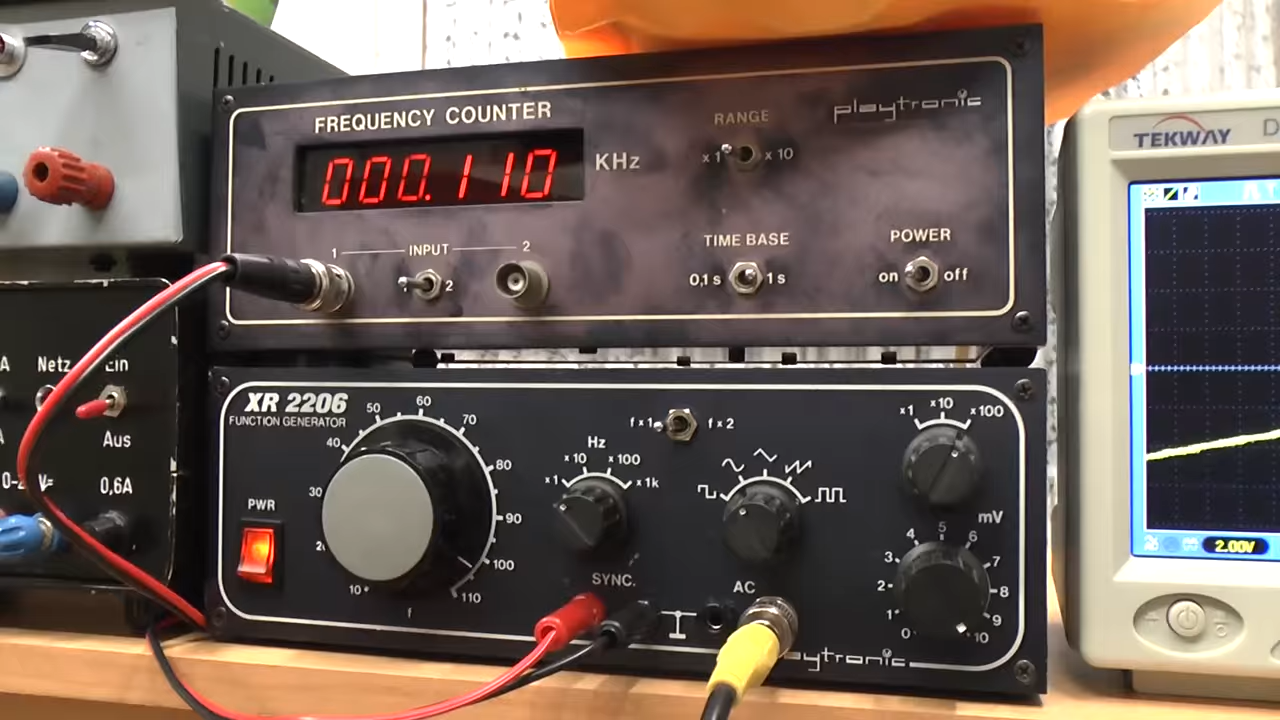 FREQUENCY COUNTER
000.110 KHz
RANGE
x 1 x 10
playtronic
1 INPUT 2
1 2
TIME BASE
0,1 s 1 s
POWER
on off
TEKWAY D
A Netz Ein
Aus
V= 0,6A
XR 2206
FUNCTION GENERATOR
PWR
10 30 40 50 60 70 80 90 100 110
f
f x 1 f x 2
Hz
x 1 x 10 x 100 x 1k
SYNC.
AC
x1 x10 x100
mV
0 1 2 3 4 5 6 7 8 9 10
playtronic
2.00V